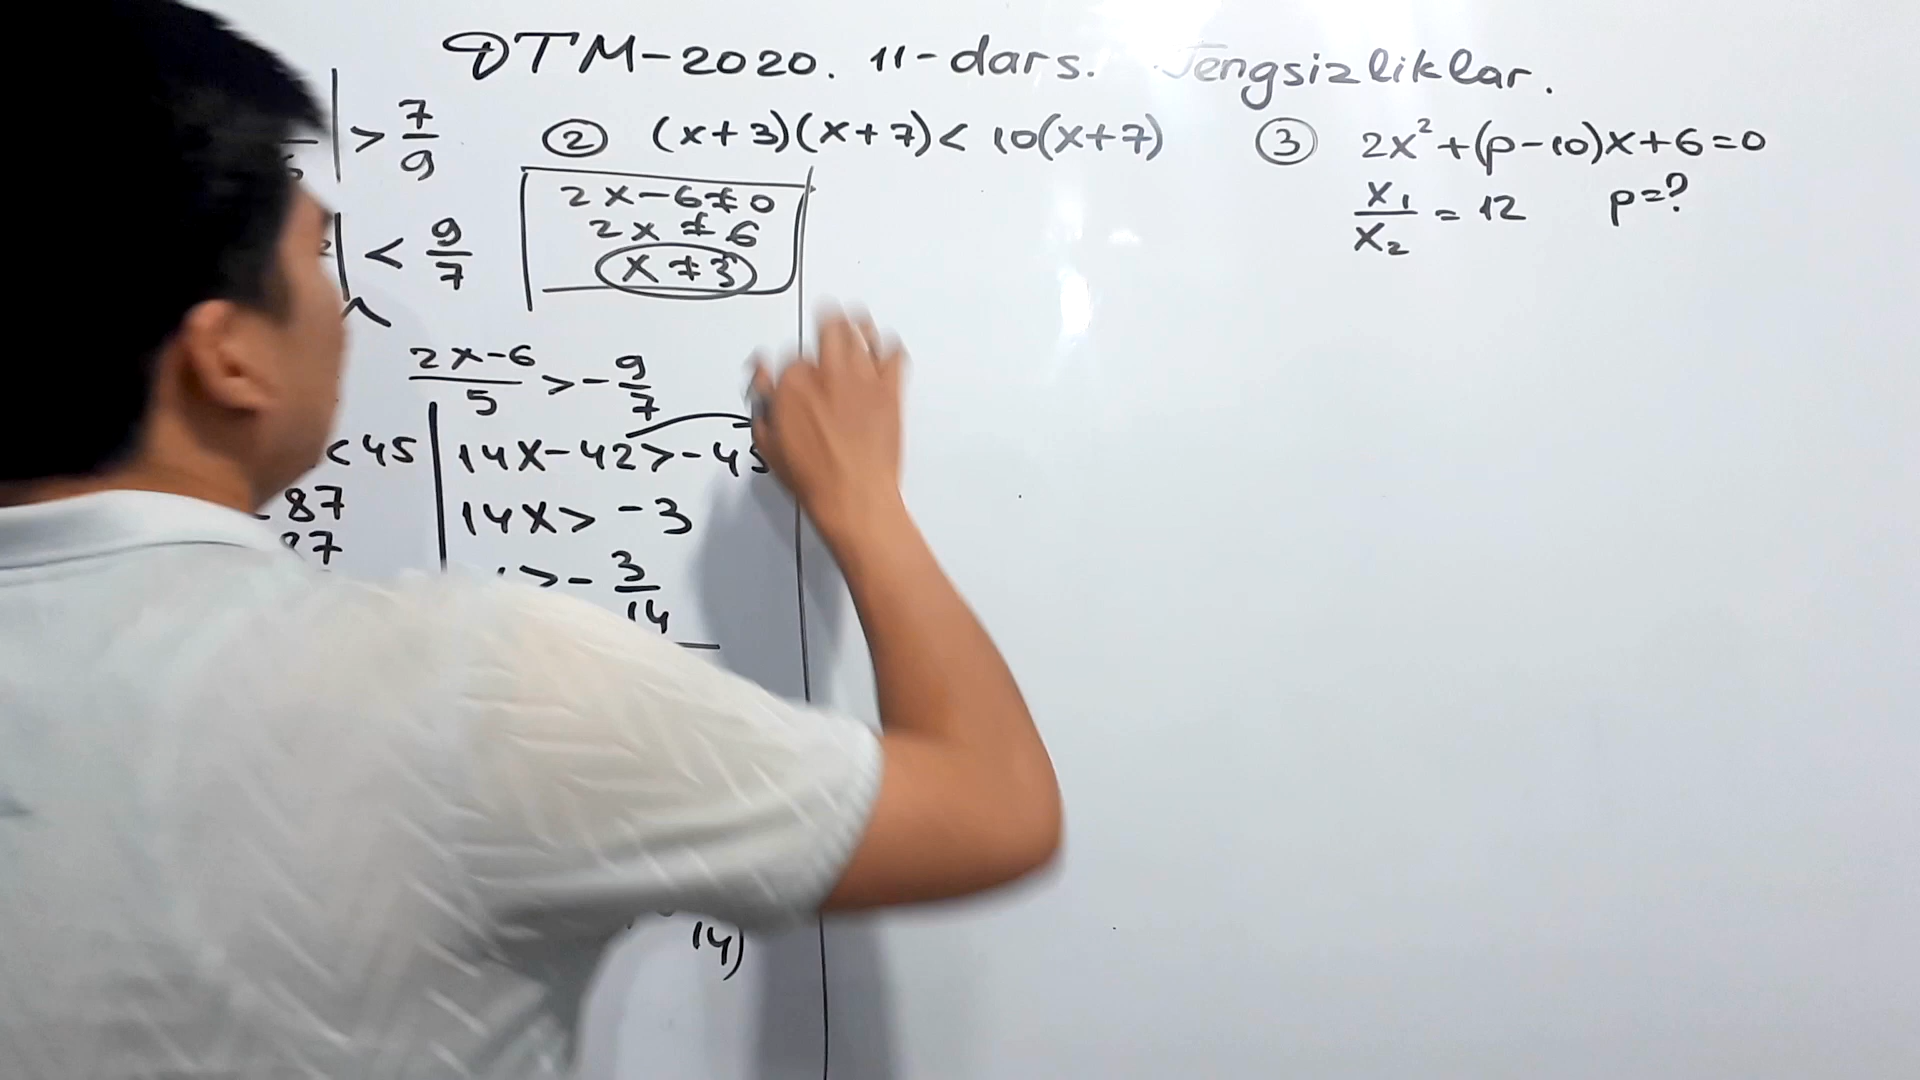 DTM-2020. 11-dars. Tengsizliklar.
| > 7/9
| < 9/7
② (x+3)(x+7)< 10(x+7)
2x-6≠0
2x≠6
x≠3
(2x-6)/5 > -9/7
<45
87
87
14x-42>-45
14x> -3
>-3/14
14)
③ 2x²+(p-10)x+6=0
x₁/x₂ = 12 p=?